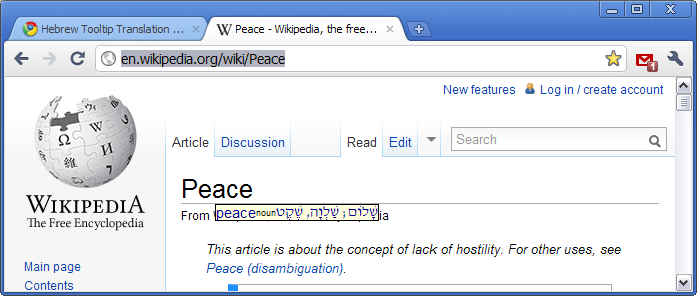 Hebrew Tooltip Translation ...
Peace - Wikipedia, the free...
en.wikipedia.org/wiki/Peace
1
New features Log in / create account
Article Discussion Read Edit Search
WIKIPEDIA
The Free Encyclopedia
Peace
peace noun שָׁלוֹם; שַׁלְוָה, שֶׁקֶט
From
This article is about the concept of lack of hostility. For other uses, see
Peace (disambiguation).
Main page
Contents